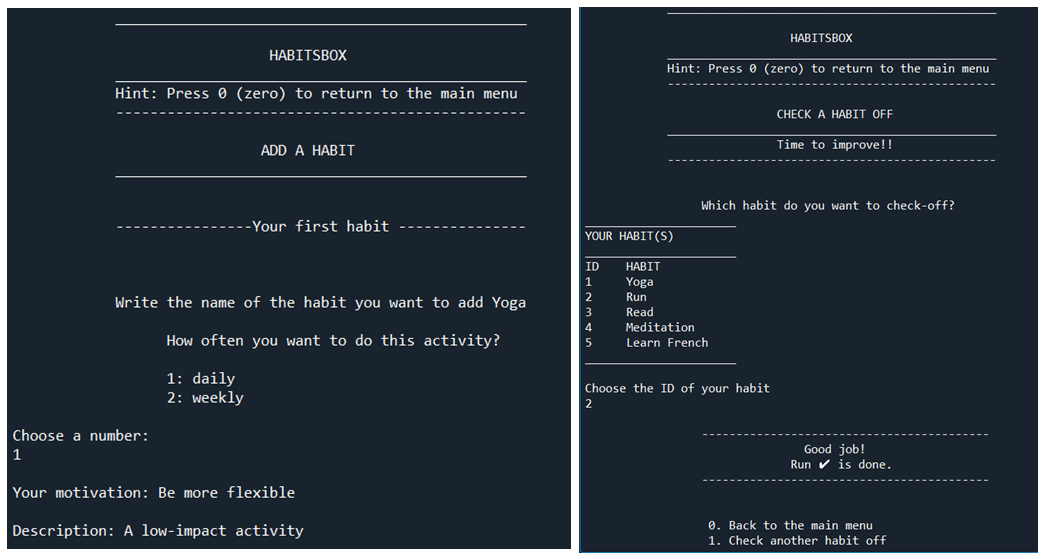 HABITSBOX
Hint: Press 0 (zero) to return to the main menu
ADD A HABIT
----------------Your first habit ---------------
Write the name of the habit you want to add Yoga
How often you want to do this activity?
1: daily
2: weekly
Choose a number:
1
Your motivation: Be more flexible
Description: A low-impact activity
HABITSBOX
Hint: Press 0 (zero) to return to the main menu
CHECK A HABIT OFF
Time to improve!!
Which habit do you want to check-off?
YOUR HABIT(S)
ID HABIT
1 Yoga
2 Run
3 Read
4 Meditation
5 Learn French
Choose the ID of your habit
2
Good job!
Run ✔ is done.
0. Back to the main menu
1. Check another habit off